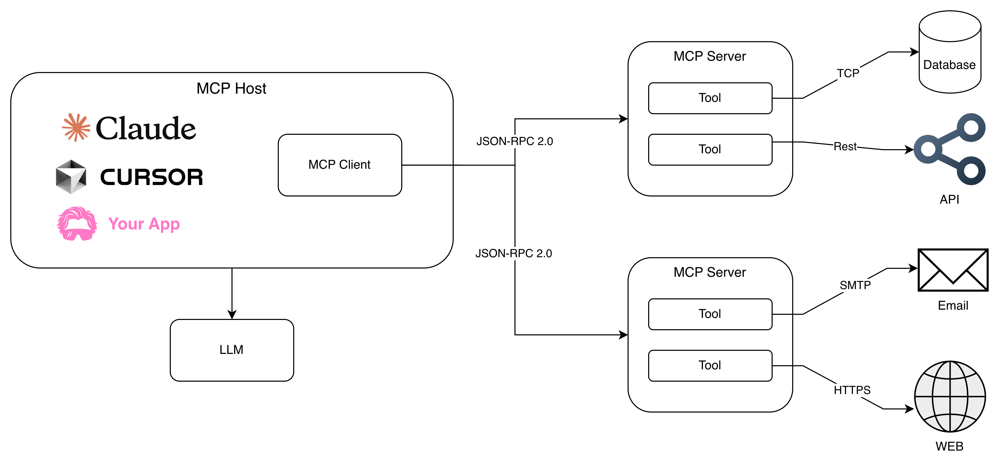 MCP Host
Claude
CURSOR
Your App
MCP Client
LLM
JSON-RPC 2.0
JSON-RPC 2.0
MCP Server
Tool
Tool
MCP Server
Tool
Tool
TCP
Rest
SMTP
HTTPS
Database
API
Email
WEB